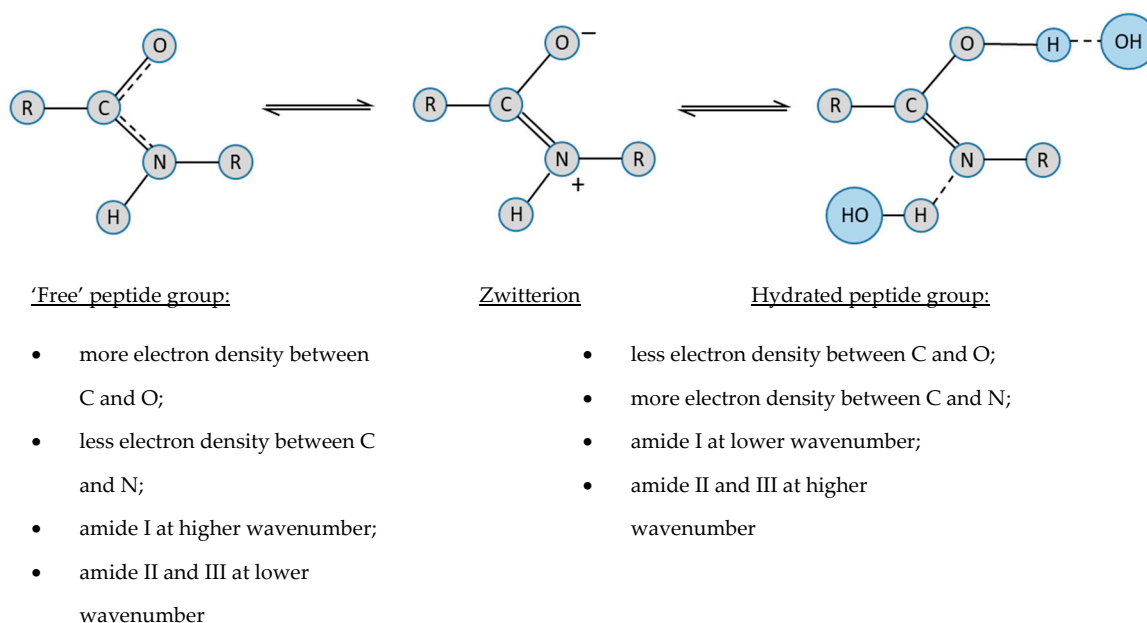 O
R
C
N
R
H
O −
R
C
N
R
+
H
O
H
OH
R
C
N
R
HO
H
'Free' peptide group:
more electron density between
C and O;
less electron density between C
and N;
amide I at higher wavenumber;
amide II and III at lower
wavenumber
Zwitterion
Hydrated peptide group:
less electron density between C and O;
more electron density between C and N;
amide I at lower wavenumber;
amide II and III at higher
wavenumber